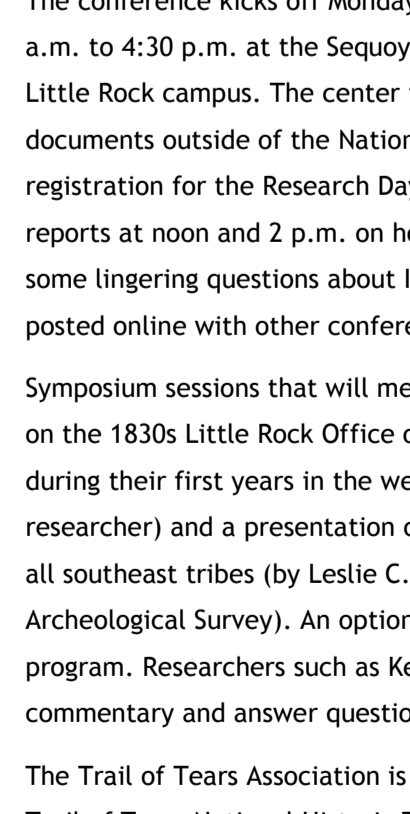 The conference kicks off Monday
a.m. to 4:30 p.m. at the Sequoy
Little Rock campus. The center
documents outside of the Nation
registration for the Research Day
reports at noon and 2 p.m. on h
some lingering questions about I
posted online with other confere
Symposium sessions that will me
on the 1830s Little Rock Office
during their first years in the we
researcher) and a presentation
all southeast tribes (by Leslie C.
Archeological Survey). An option
program. Researchers such as Ke
commentary and answer questio
The Trail of Tears Association is